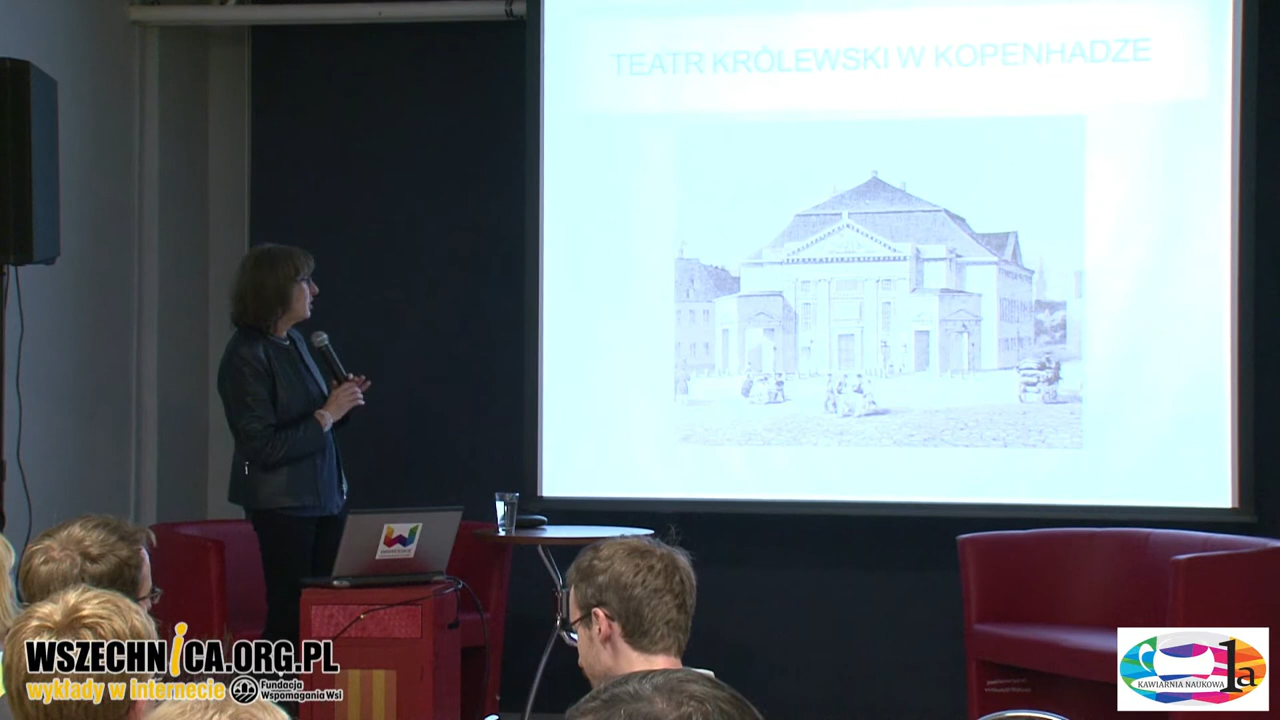 TEATR KRÓLEWSKI W KOPENHADZE
WSZECHNICA.ORG.PL
wykłady w internecie
Fundacja
Wspomagania Wsi
KAWIARNIA NAUKOWA 1a